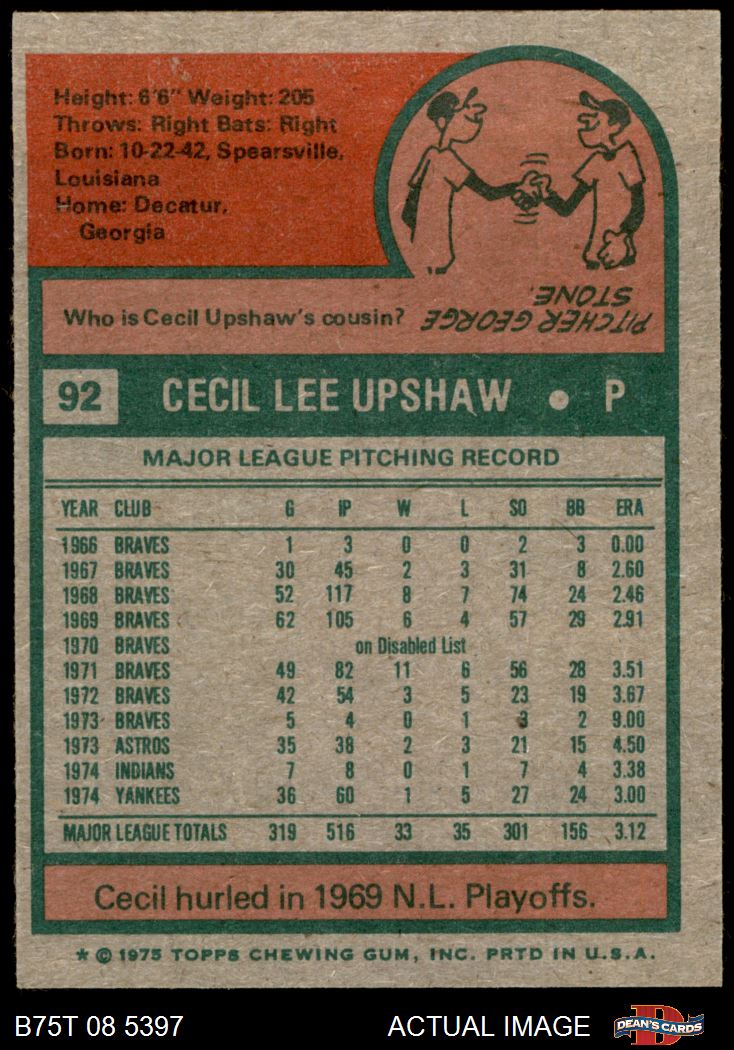 Height: 6'6" Weight: 205
Throws: Right Bats: Right
Born: 10-22-42, Spearsville,
Louisiana
Home: Decatur,
Georgia
Who is Cecil Upshaw's cousin?
PITCHER GEORGE
STONE.
92 CECIL LEE UPSHAW • P
MAJOR LEAGUE PITCHING RECORD
YEAR CLUB G IP W L SO BB ERA
1966 BRAVES 1 3 0 0 2 3 0.00
1967 BRAVES 30 45 2 3 31 8 2.60
1968 BRAVES 52 117 8 7 74 24 2.46
1969 BRAVES 62 105 6 4 57 29 2.91
1970 BRAVES on Disabled List
1971 BRAVES 49 82 11 6 56 28 3.51
1972 BRAVES 42 54 3 5 23 19 3.67
1973 BRAVES 5 4 0 1 3 2 9.00
1973 ASTROS 35 38 2 3 21 15 4.50
1974 INDIANS 7 8 0 1 7 4 3.38
1974 YANKEES 36 60 1 5 27 24 3.00
MAJOR LEAGUE TOTALS 319 516 33 35 301 156 3.12
Cecil hurled in 1969 N.L. Playoffs.
* © 1975 TOPPS CHEWING GUM, INC. PRTD IN U.S.A.
B75T 08 5397 ACTUAL IMAGE D DEAN'S CARDS